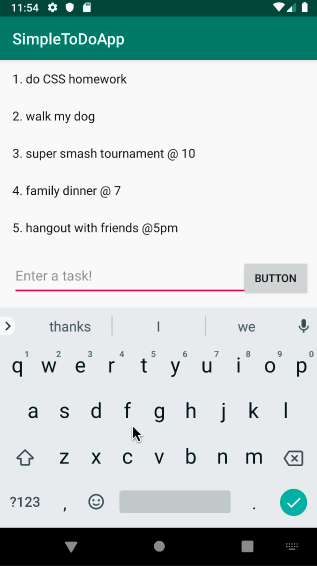 11:54
SimpleToDoApp
1. do CSS homework
2. walk my dog
3. super smash tournament @ 10
4. family dinner @ 7
5. hangout with friends @5pm
Enter a task!
BUTTON
thanks I we
1 2 3 4 5 6 7 8 9 0
q w e r t y u i o p
a s d f g h j k l
z x c v b n m
?123 , .